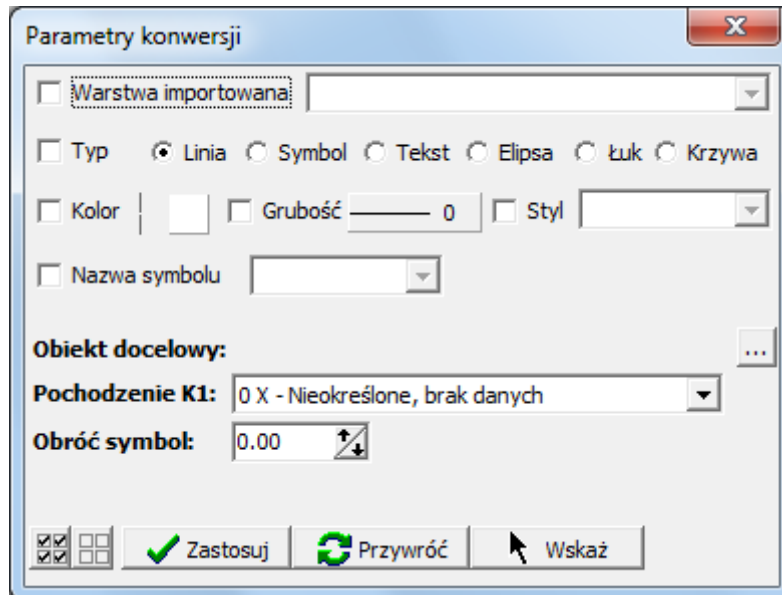 Parametry konwersji
Warstwa importowana
Typ Linia Symbol Tekst Elipsa Łuk Krzywa
Kolor Grubość 0 Styl
Nazwa symbolu
Obiekt docelowy: ...
Pochodzenie K1: 0 X - Nieokreślone, brak danych
Obróć symbol: 0.00
Zastosuj Przywróć Wskaż